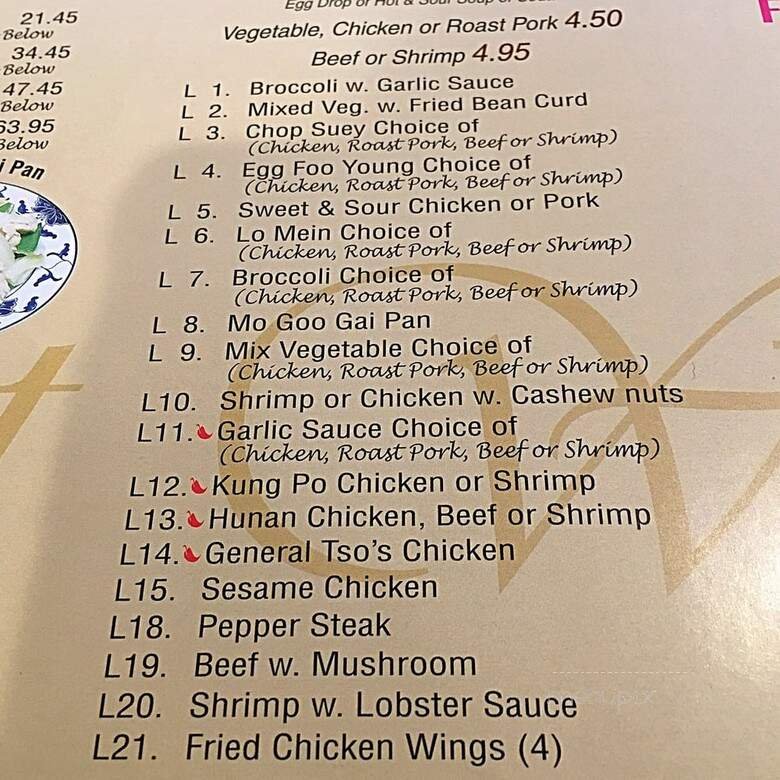 21.45
Below
34.45
Below
47.45
Below
63.95
Below
Pan
Egg Drop or Hot & Sour Soup or
Vegetable, Chicken or Roast Pork 4.50
Beef or Shrimp 4.95
L 1. Broccoli w. Garlic Sauce
L 2. Mixed Veg. w. Fried Bean Curd
L 3. Chop Suey Choice of
(Chicken, Roast Pork, Beef or Shrimp)
L 4. Egg Foo Young Choice of
(Chicken, Roast Pork, Beef or Shrimp)
L 5. Sweet & Sour Chicken or Pork
L 6. Lo Mein Choice of
(Chicken, Roast Pork, Beef or Shrimp)
L 7. Broccoli Choice of
(Chicken, Roast Pork, Beef or Shrimp)
L 8. Mo Goo Gai Pan
L 9. Mix Vegetable Choice of
(Chicken, Roast Pork, Beef or Shrimp)
L10. Shrimp or Chicken w. Cashew nuts
L11. Garlic Sauce Choice of
(Chicken, Roast Pork, Beef or Shrimp)
L12. Kung Po Chicken or Shrimp
L13. Hunan Chicken, Beef or Shrimp
L14. General Tso's Chicken
L15. Sesame Chicken
L18. Pepper Steak
L19. Beef w. Mushroom
L20. Shrimp w. Lobster Sauce
L21. Fried Chicken Wings (4)